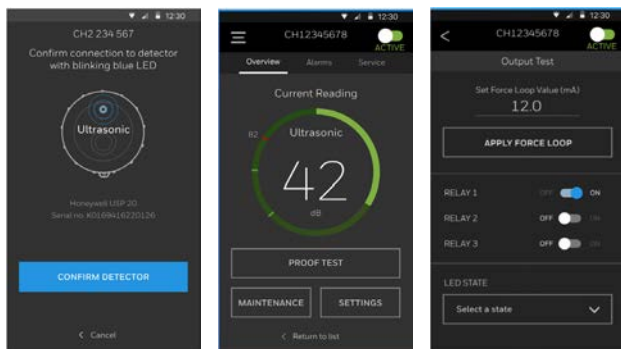 12:30
CH2 234 567
Confirm connection to detector
with blinking blue LED
Ultrasonic
Honeywell USP 20
Serial no. K0169416220126
CONFIRM DETECTOR
< Cancel
12:30
CH12345678
ACTIVE
Overview Alarms Service
Current Reading
82
Ultrasonic
42
dB
PROOF TEST
MAINTENANCE SETTINGS
< Return to list
12:30
< CH12345678
ACTIVE
Output Test
Set Force Loop Value (mA)
12.0
APPLY FORCE LOOP
RELAY 1 OFF ON
RELAY 2 OFF ON
RELAY 3 OFF ON
LED STATE
Select a state